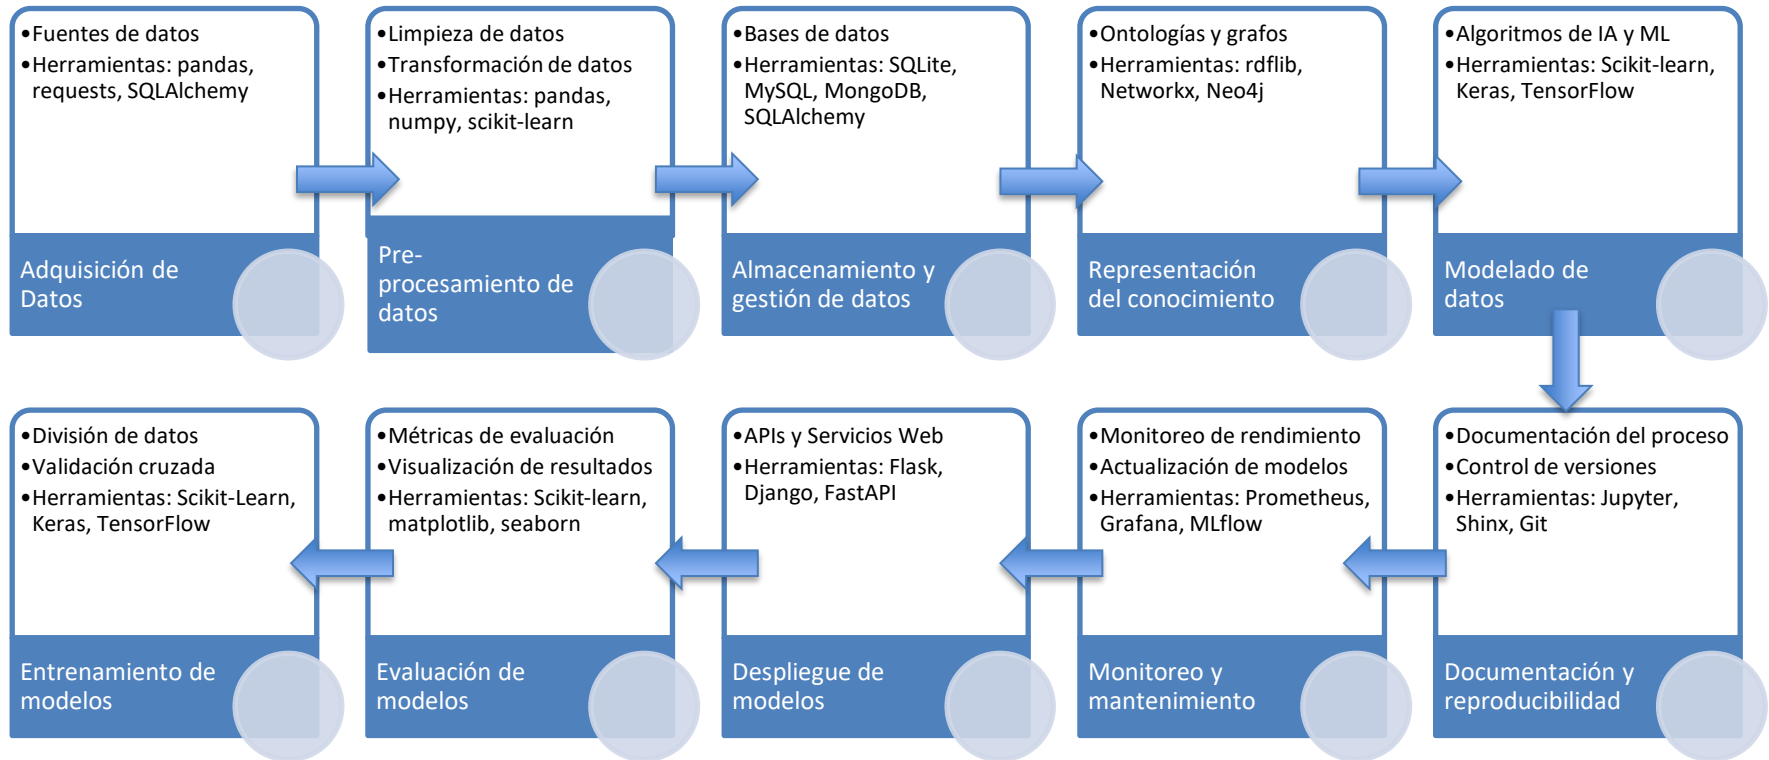 •Fuentes de datos
•Herramientas: pandas,
requests, SQLAlchemy
Adquisición de
Datos
•Limpieza de datos
•Transformación de datos
•Herramientas: pandas,
numpy, scikit-learn
Pre-
procesamiento de
datos
•Bases de datos
•Herramientas: SQLite,
MySQL, MongoDB,
SQLAlchemy
Almacenamiento y
gestión de datos
•Ontologías y grafos
•Herramientas: rdflib,
Networkx, Neo4j
Representación
del conocimiento
•Algoritmos de IA y ML
•Herramientas: Scikit-learn,
Keras, TensorFlow
Modelado de
datos
•Documentación del proceso
•Control de versiones
•Herramientas: Jupyter,
Shinx, Git
Documentación y
reproducibilidad
•Monitoreo de rendimiento
•Actualización de modelos
•Herramientas: Prometheus,
Grafana, MLflow
Monitoreo y
mantenimiento
•APIs y Servicios Web
•Herramientas: Flask,
Django, FastAPI
Despliegue de
modelos
•Métricas de evaluación
•Visualización de resultados
•Herramientas: Scikit-learn,
matplotlib, seaborn
Evaluación de
modelos
•División de datos
•Validación cruzada
•Herramientas: Scikit-Learn,
Keras, TensorFlow
Entrenamiento de
modelos